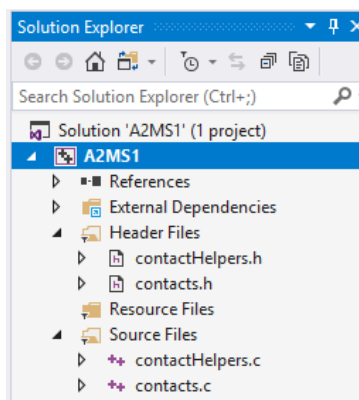 Solution Explorer
Search Solution Explorer (Ctrl+;)
Solution 'A2MS1' (1 project)
A2MS1
References
External Dependencies
Header Files
contactHelpers.h
contacts.h
Resource Files
Source Files
contactHelpers.c
contacts.c